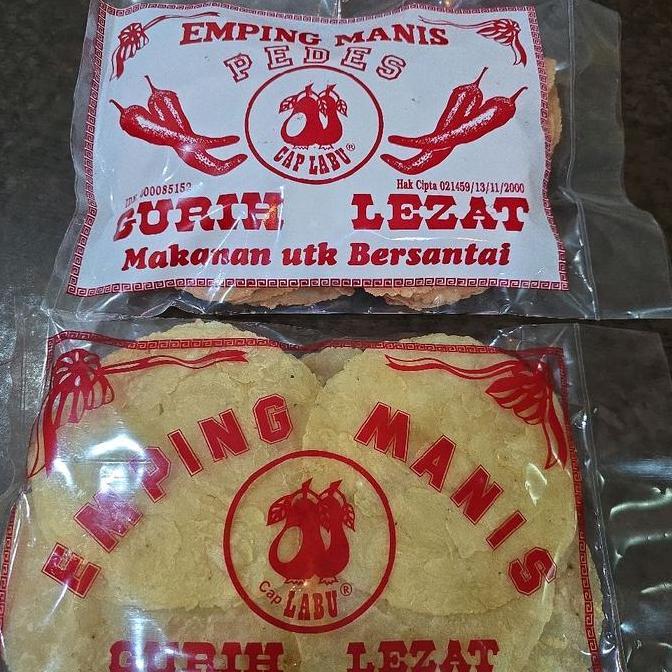 EMPING MANIS
PEDES
CAP LABU®
Hak Cipta 021459/13/11/2000
GURIH LEZAT
Makanan utk Bersantai
EMPING MANIS
Cap LABU®
GURIH LEZAT